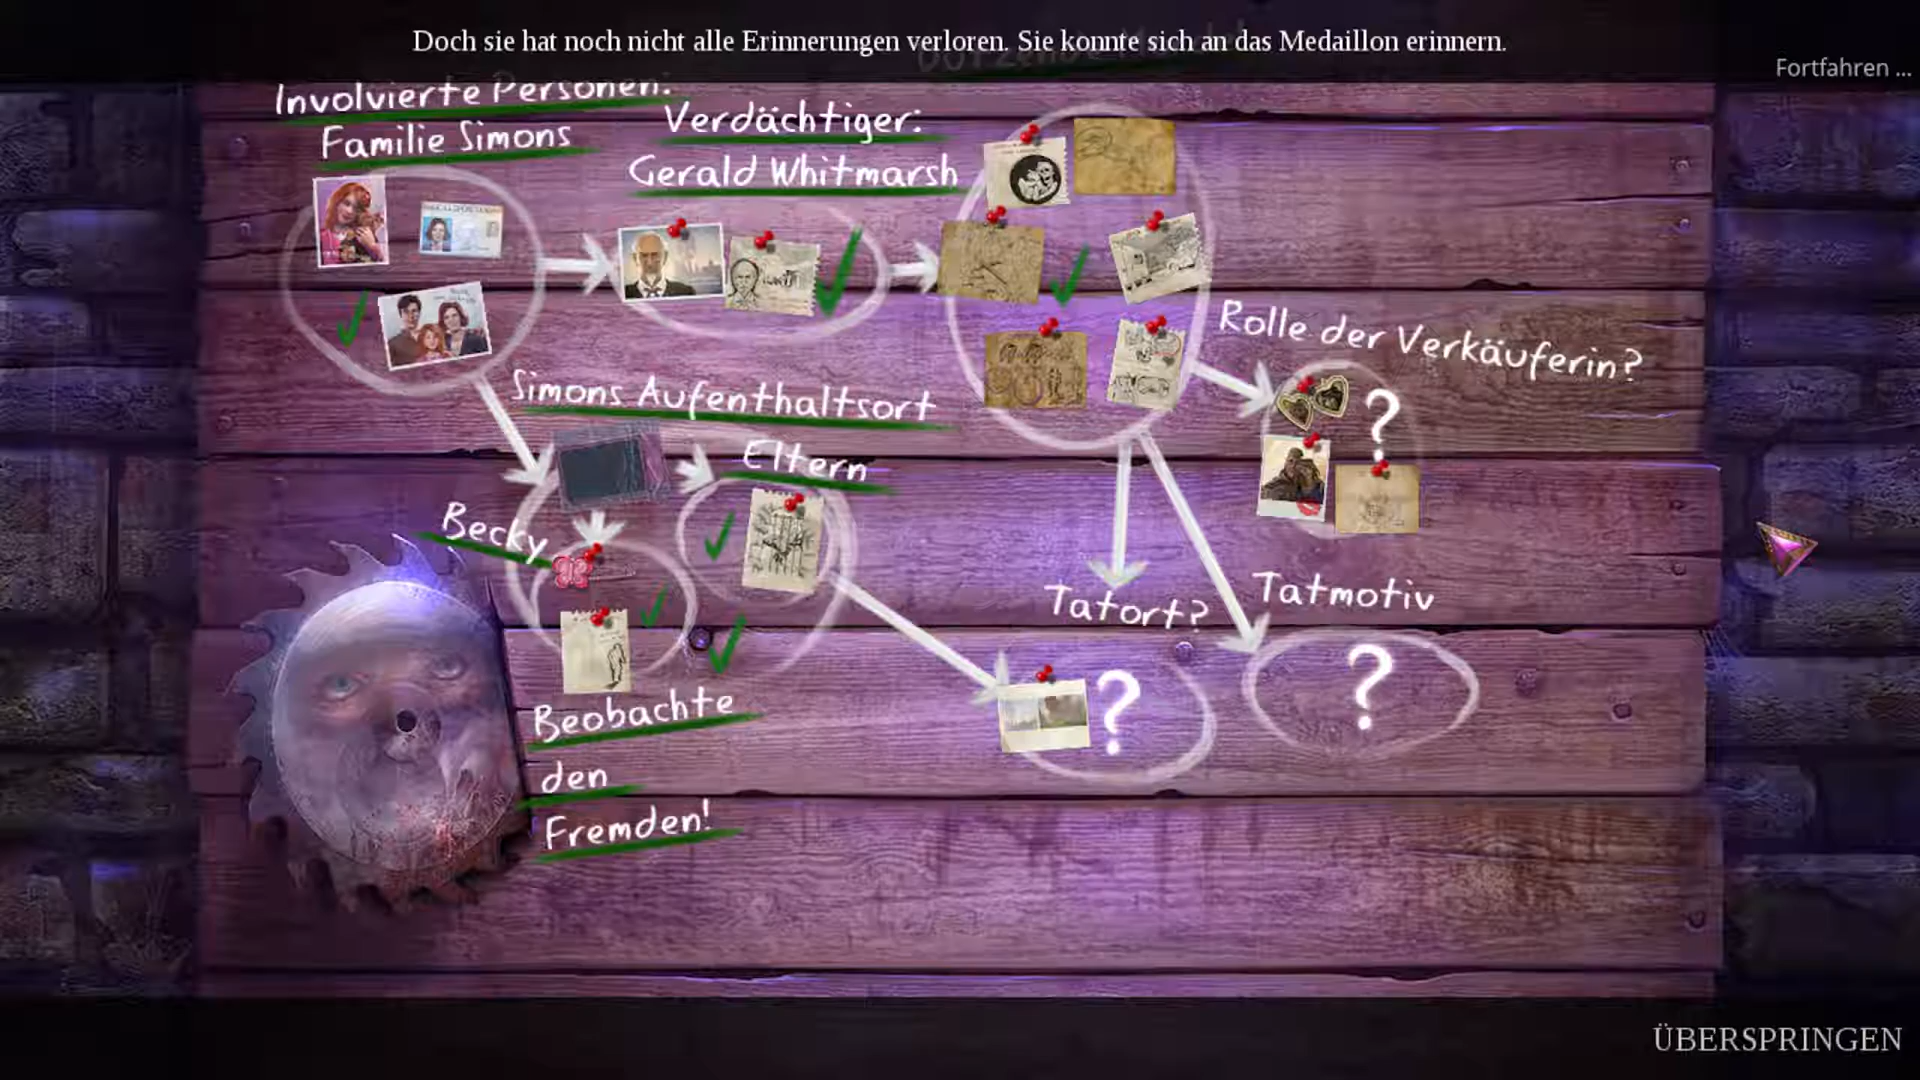 Doch sie hat noch nicht alle Erinnerungen verloren. Sie konnte sich an das Medaillon erinnern.
Fortfahren ...
Involvierte Personen:
Familie Simons
Verdächtiger:
Gerald Whitmarsh
Rolle der Verkäuferin?
?
Simons Aufenthaltsort
Eltern
Becky
Tatort?
Tatmotiv
?
?
Beobachte
den
Fremden!
ÜBERSPRINGEN